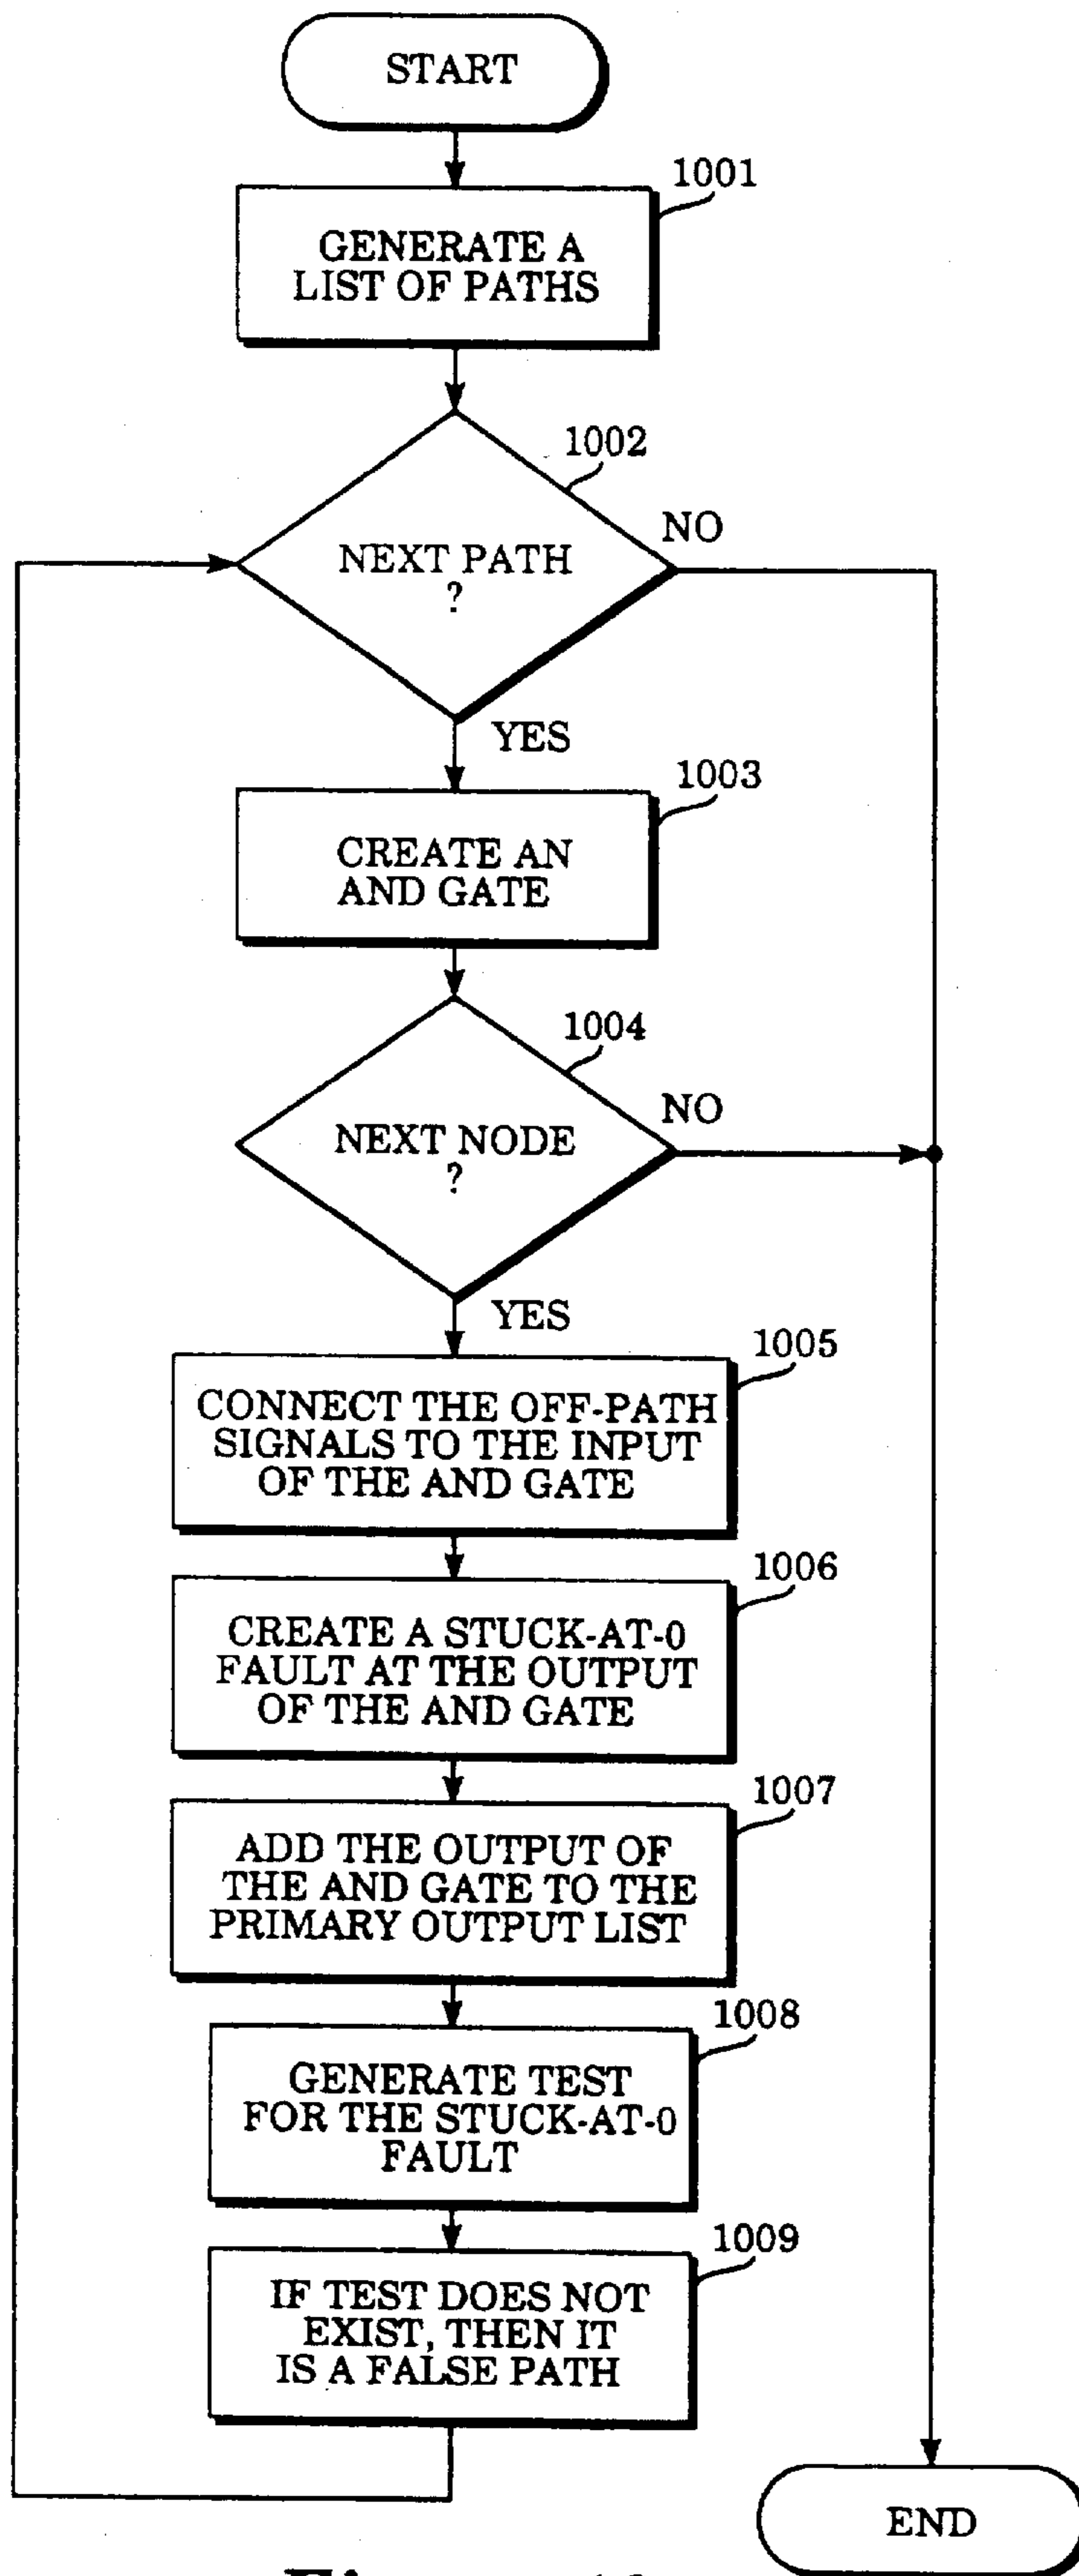 START
1001
GENERATE A
LIST OF PATHS
1002
NO
NEXT PATH
?
YES
1003
CREATE AN
AND GATE
1004
NO
NEXT NODE
?
YES
1005
CONNECT THE OFF-PATH
SIGNALS TO THE INPUT
OF THE AND GATE
1006
CREATE A STUCK-AT-0
FAULT AT THE OUTPUT
OF THE AND GATE
1007
ADD THE OUTPUT OF
THE AND GATE TO THE
PRIMARY OUTPUT LIST
1008
GENERATE TEST
FOR THE STUCK-AT-0
FAULT
1009
IF TEST DOES NOT
EXIST, THEN IT
IS A FALSE PATH
END